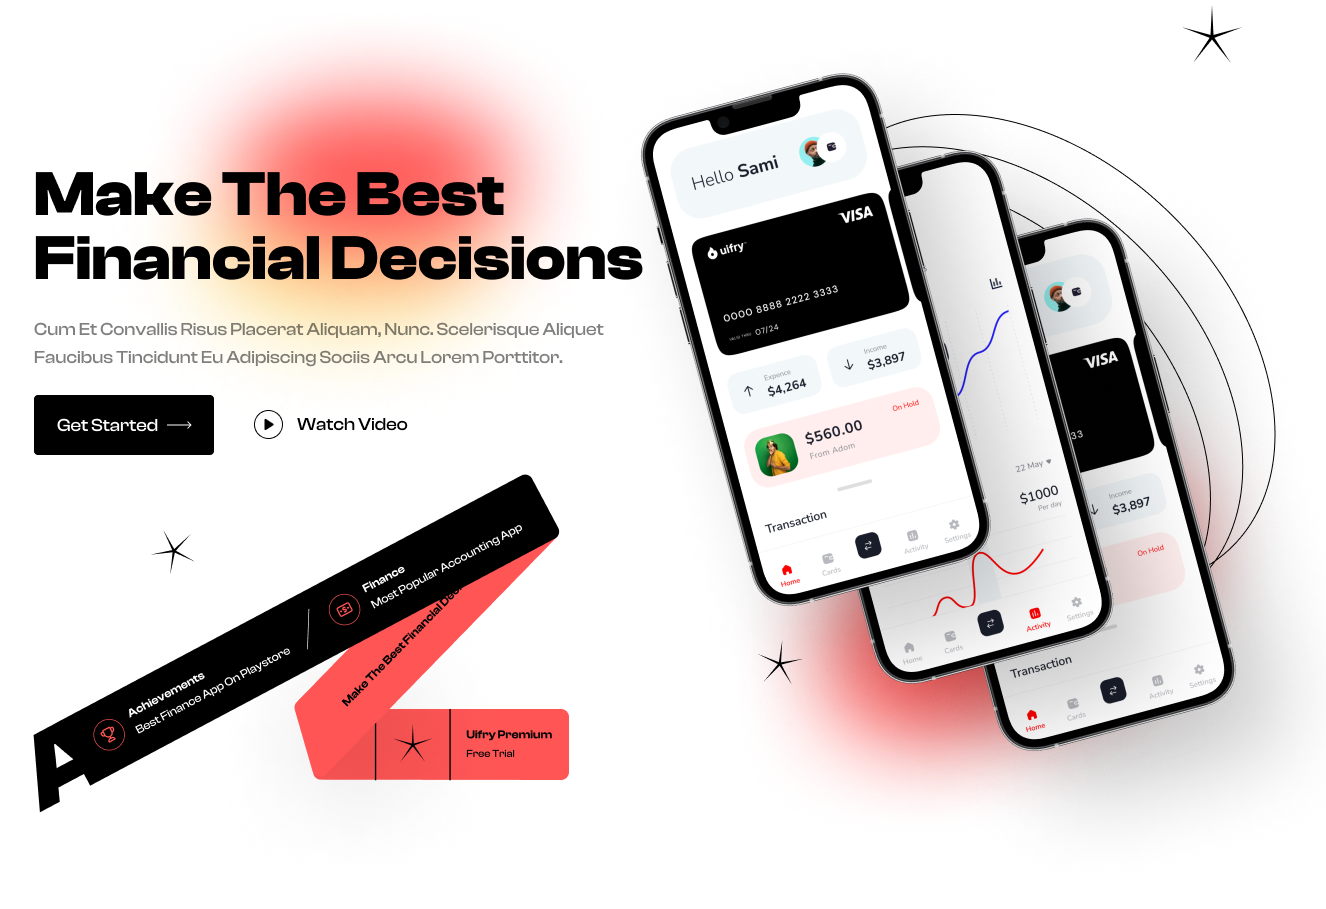 Make The Best
Financial Decisions
Cum Et Convallis Risus Placerat Aliquam, Nunc. Scelerisque Aliquet
Faucibus Tincidunt Eu Adipiscing Sociis Arcu Lorem Porttitor.
Get Started
Watch Video
Finance
Most Popular Accounting App
Achievements
Best Finance App On Playstore
A
Make The Best Financial
Uifry Premium
Free Trial
Hello Sami
VISA
uifry
0000 8888 2222 3333
VALID THRU 07/24
Expence
$4,264
Income
$3,897
On Hold
$560.00
From Adom
Transaction
Home
Cards
Activity
Settings
22 May
$1000
Per day
Home
Cards
Activity
Settings
VISA
33
Income
$3,897
On Hold
Transaction
Home
Cards
Activity
Settings